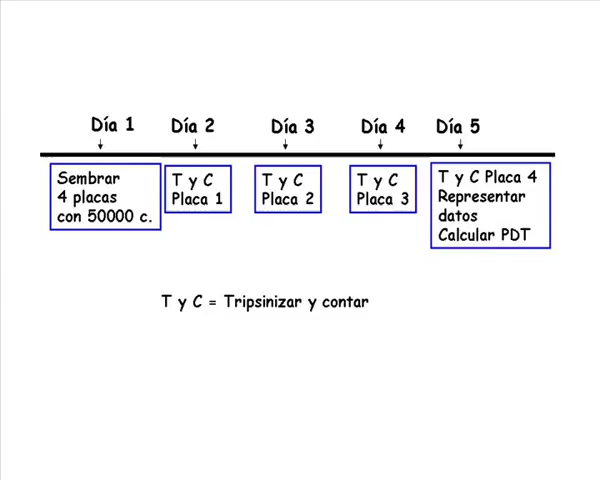 Día 1 Día 2 Día 3 Día 4 Día 5
Sembrar
4 placas
con 50000 c.
T y C
Placa 1
T y C
Placa 2
T y C
Placa 3
T y C Placa 4
Representar
datos
Calcular PDT
T y C = Tripsinizar y contar